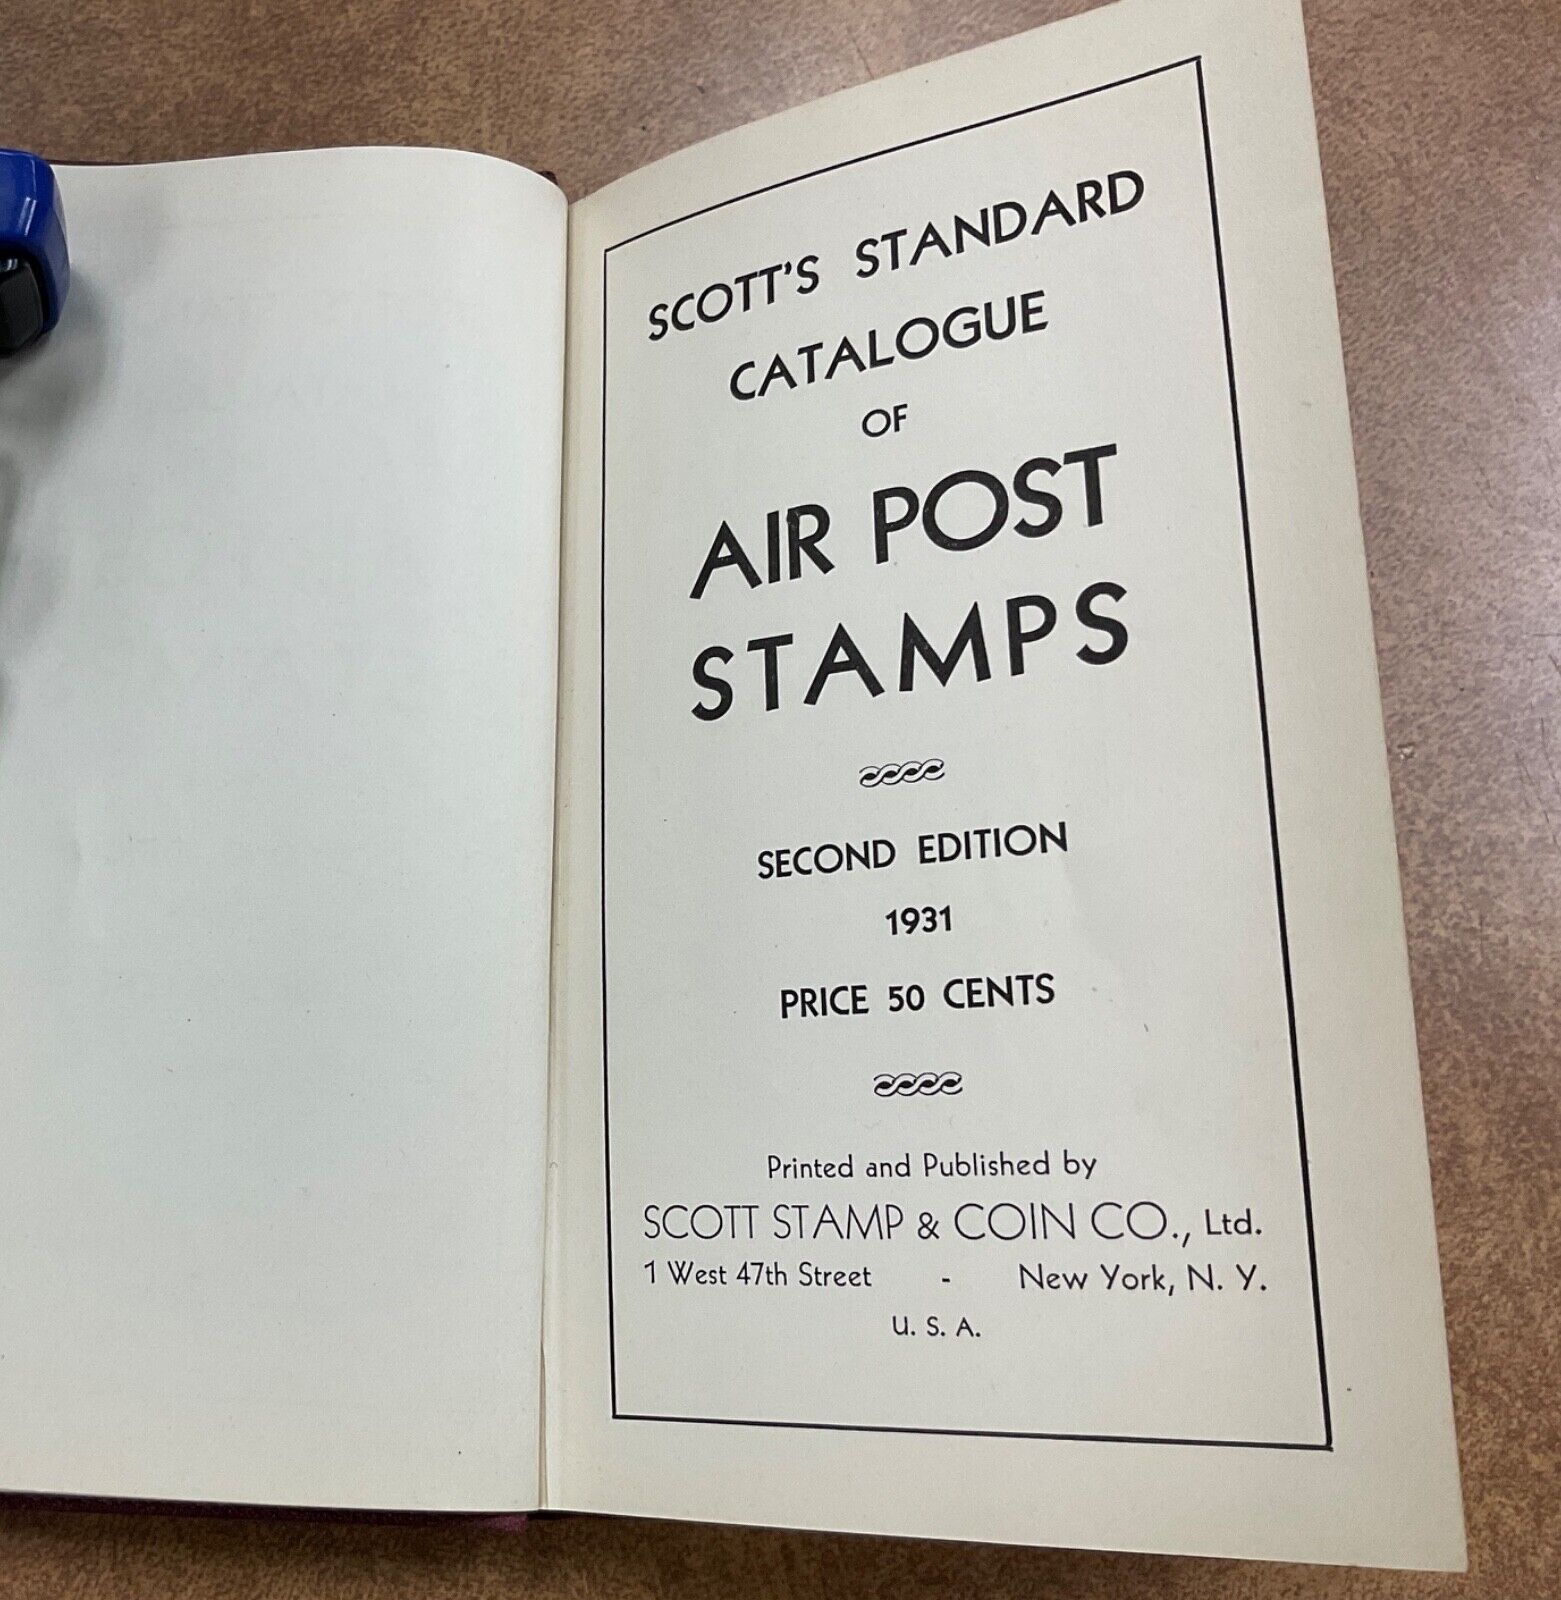 SCOTT'S STANDARD
CATALOGUE
OF
AIR POST
STAMPS
SECOND EDITION
1931
PRICE 50 CENTS
Printed and Published by
SCOTT STAMP & COIN CO., Ltd.
1 West 47th Street - New York, N. Y.
U. S. A.